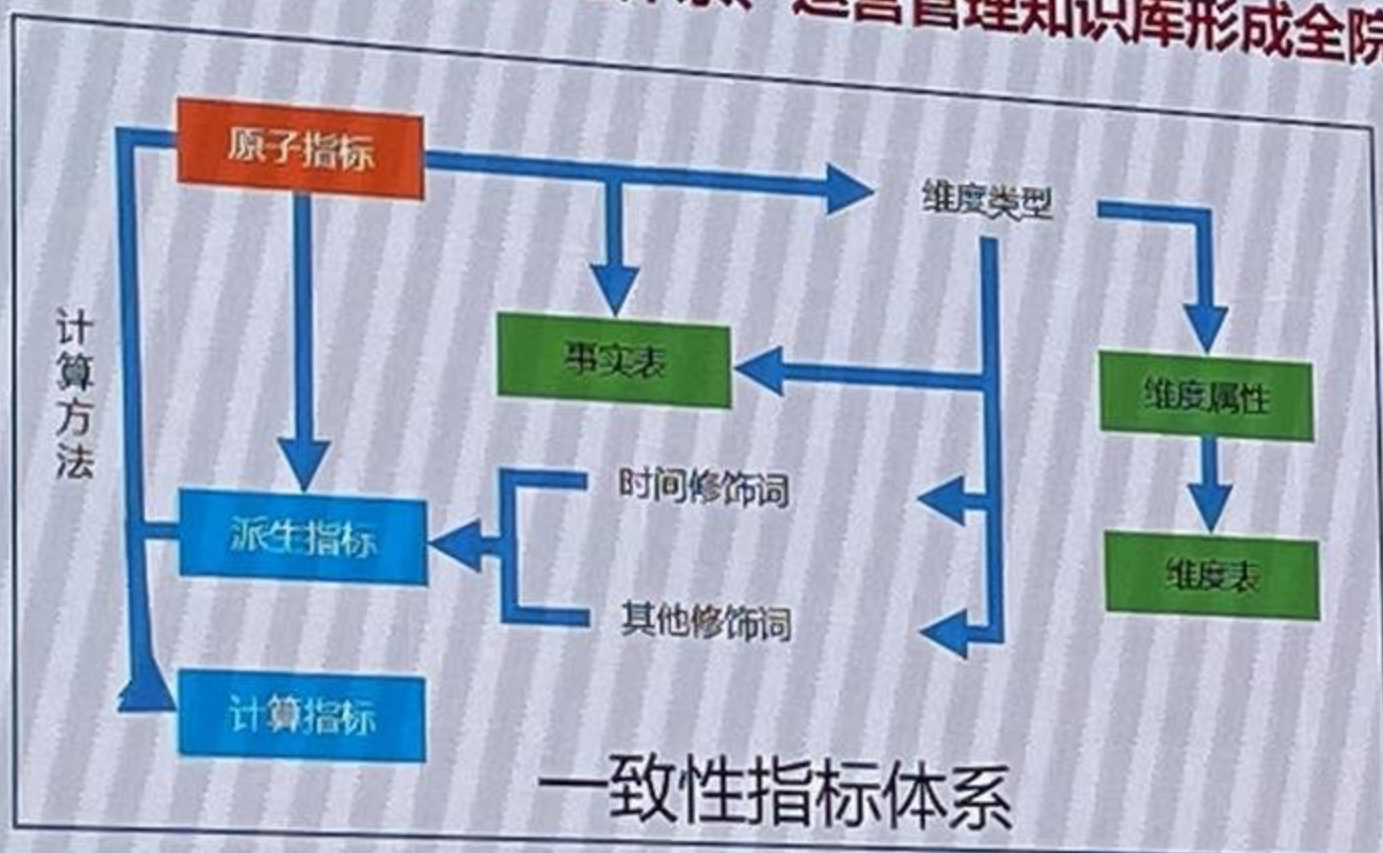 运营管理知识库形成全院
原子指标
维度类型
计算方法
事实表
维度属性
时间修饰词
派生指标
维度表
其他修饰词
计算指标
一致性指标体系